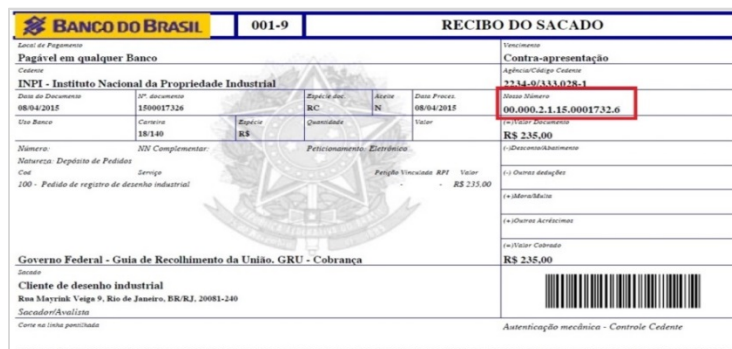 BANCO DO BRASIL 001-9 RECIBO DO SACADO
Local de Pagamento Vencimento
Pagável em qualquer Banco Contra-apresentação
Cedente Agência/Código Cedente
INPI - Instituto Nacional da Propriedade Industrial 2234-9/333.028-1
Data do Documento Nº. documento Espécie doc. Aceite Data Proces. Nosso Número
08/04/2015 1500017326 RC N 08/04/2015 00.000.2.1.15.0001732.6
Uso Banco Carteira Espécie Quantidade Valor (=)Valor Documento
18/140 R$ R$ 235,00
Número: NN Complementar: Peticionamento Eletrônico (-)Desconto/Abatimento
Natureza: Depósito de Pedidos
Cod Serviço Petição Vinculada RPI Valor (-) Outras deduções
100 - Pedido de registro de desenho industrial - - R$ 235,00
(+)Mora/Multa
(+)Outros Acréscimos
(=)Valor Cobrado
Governo Federal - Guia de Recolhimento da União. GRU - Cobrança R$ 235,00
Sacado
Cliente de desenho industrial
Rua Mayrink Veiga 9, Rio de Janeiro, BR/RJ, 20081-240
Sacador/Avalista
Corte na linha pontilhada Autenticação mecânica - Controle Cedente